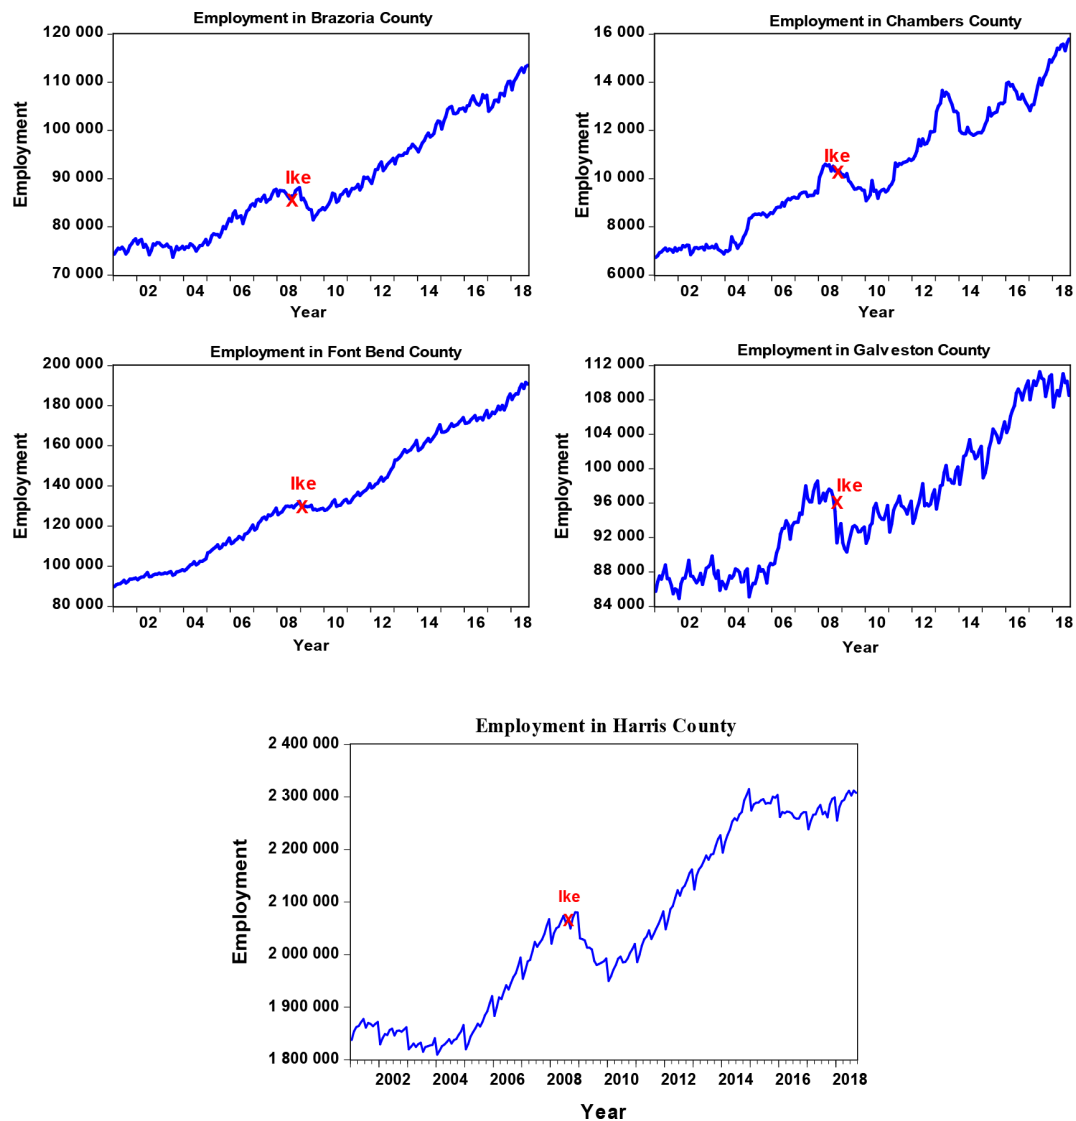 Employment in Brazoria County
120 000
110 000
100 000
90 000
80 000
70 000
Employment
Ike
X
02 04 06 08 10 12 14 16 18
Year
Employment in Chambers County
16 000
14 000
12 000
10 000
8000
6000
Employment
Ike
X
02 04 06 08 10 12 14 16 18
Year
Employment in Font Bend County
200 000
180 000
160 000
140 000
120 000
100 000
80 000
Employment
Ike
X
02 04 06 08 10 12 14 16 18
Year
Employment in Galveston County
112 000
108 000
104 000
100 000
96 000
92 000
88 000
84 000
Employment
Ike
X
02 04 06 08 10 12 14 16 18
Year
Employment in Harris County
2 400 000
2 300 000
2 200 000
2 100 000
2 000 000
1 900 000
1 800 000
Employment
Ike
X
2002 2004 2006 2008 2010 2012 2014 2016 2018
Year